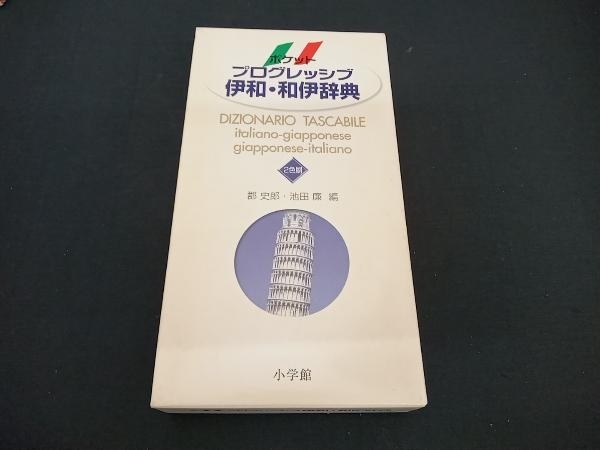 ポケット
プログレッシブ
伊和・和伊辞典
DIZIONARIO TASCABILE
italiano-giapponese
giapponese-italiano
2色刷
郡 史郎・池田 廉 編
小学館